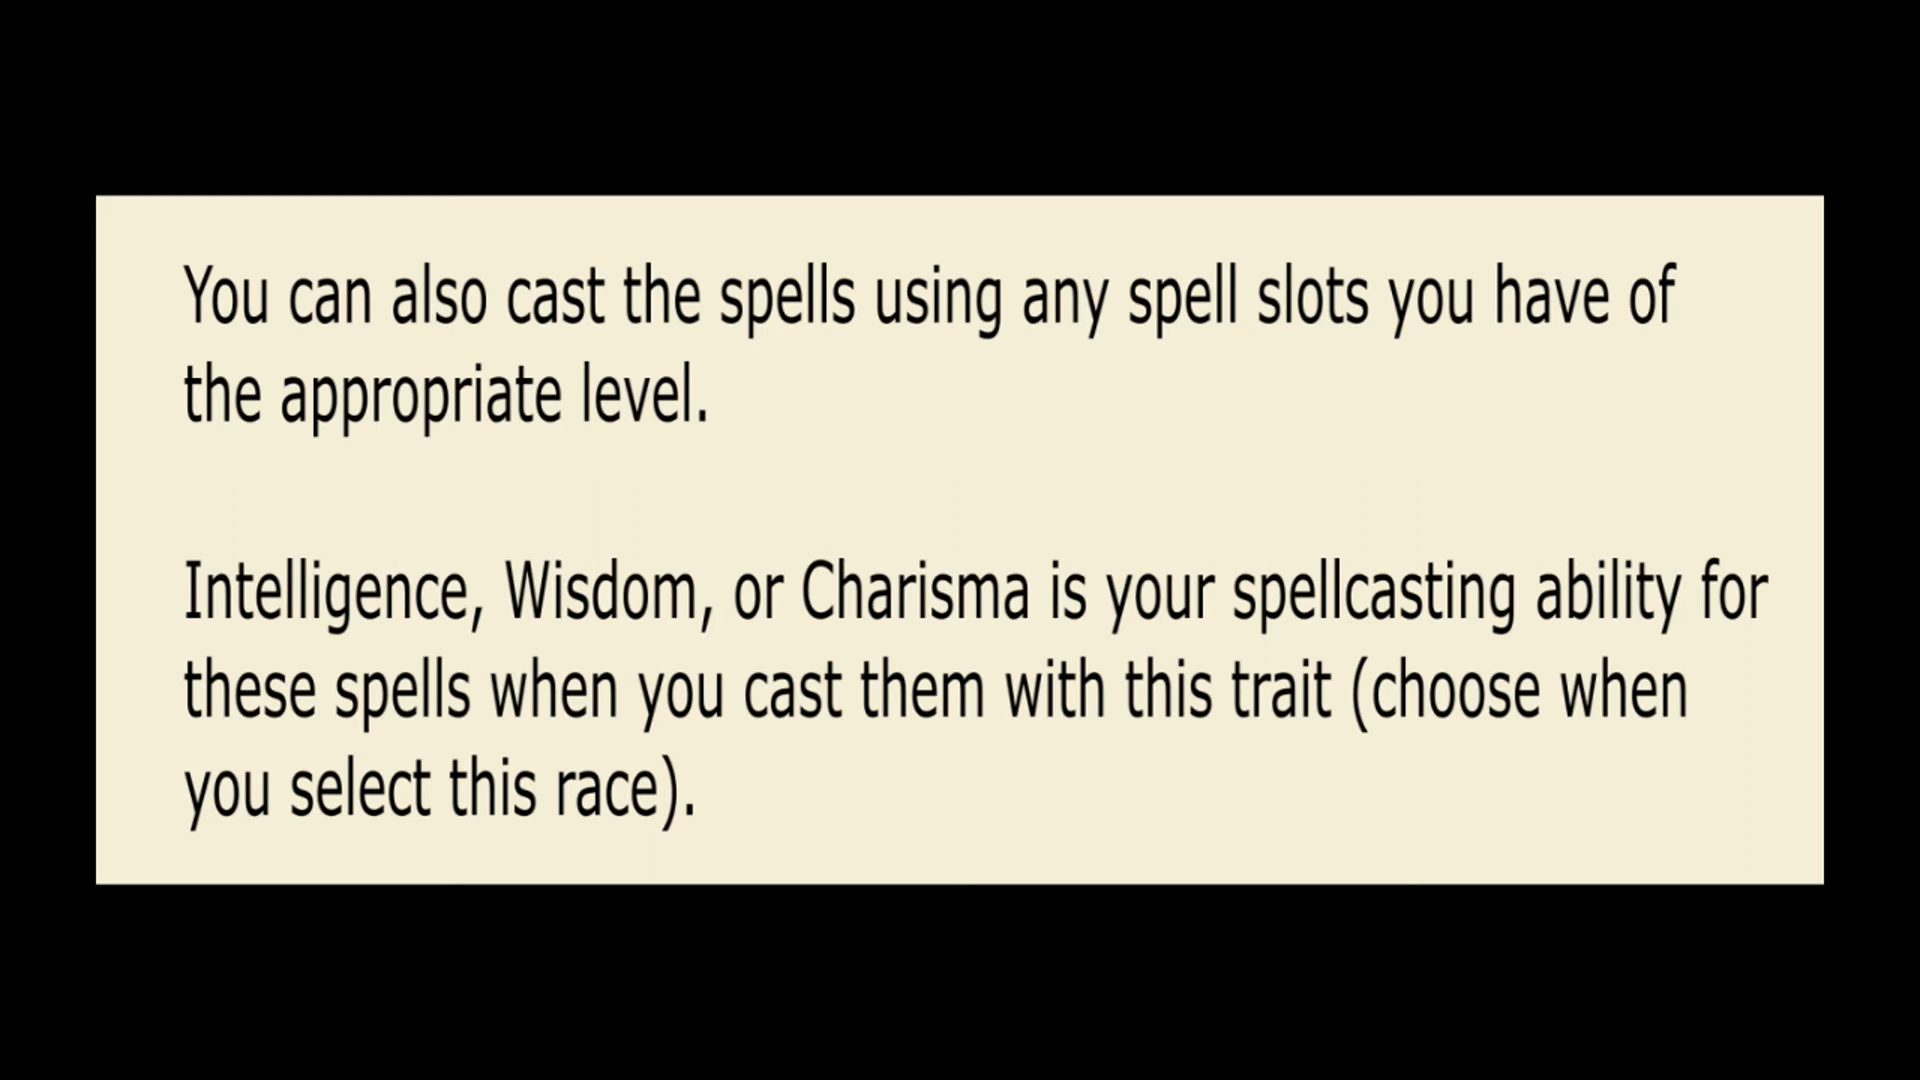 You can also cast the spells using any spell slots you have of
the appropriate level.
Intelligence, Wisdom, or Charisma is your spellcasting ability for
these spells when you cast them with this trait (choose when
you select this race).